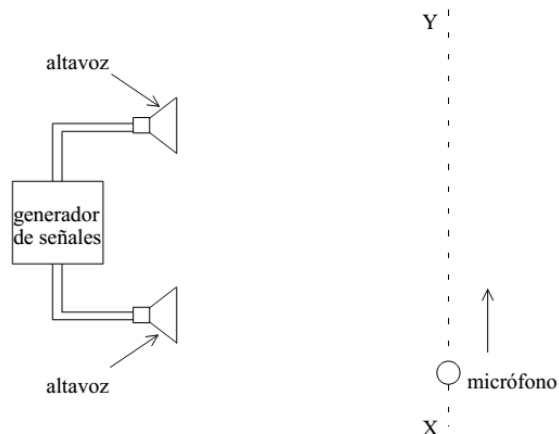 Y
altavoz
generador
de señales
altavoz
micrófono
X